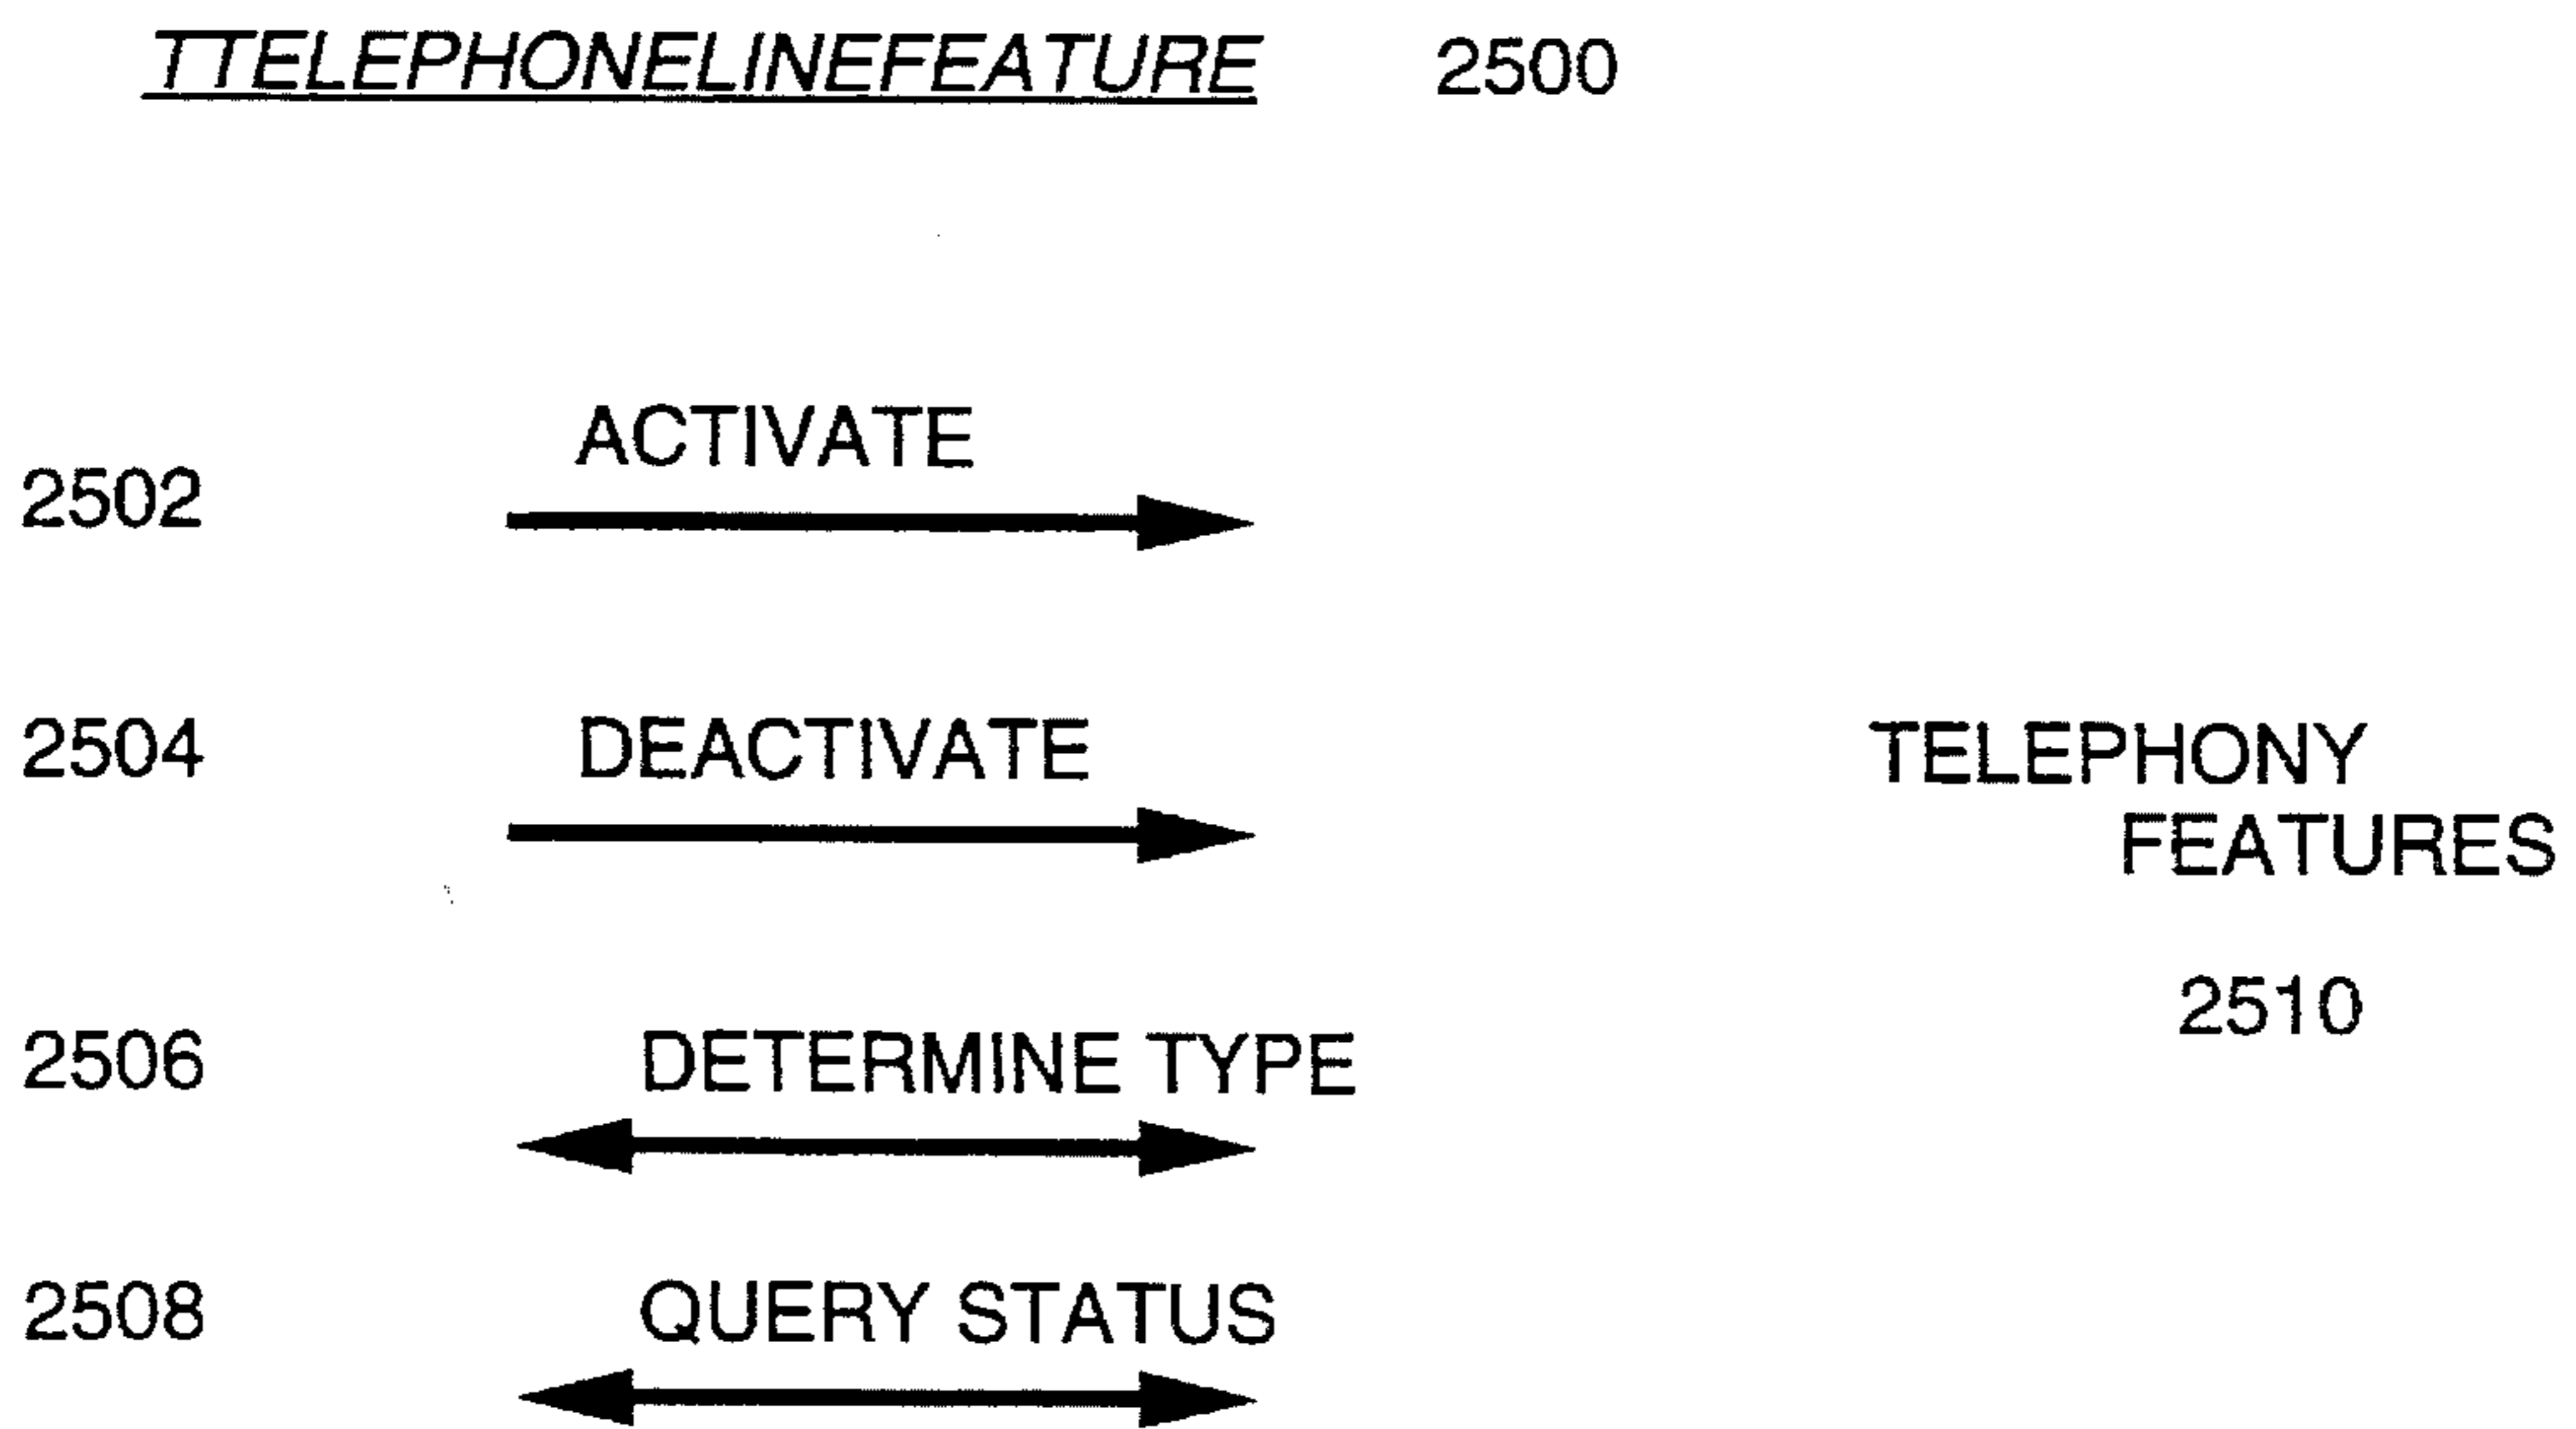 TTELEPHONELINEFEATURE 2500
ACTIVATE
2502
2504 DEACTIVATE
TELEPHONY
FEATURES
2510
2506 DETERMINE TYPE
2508 QUERY STATUS